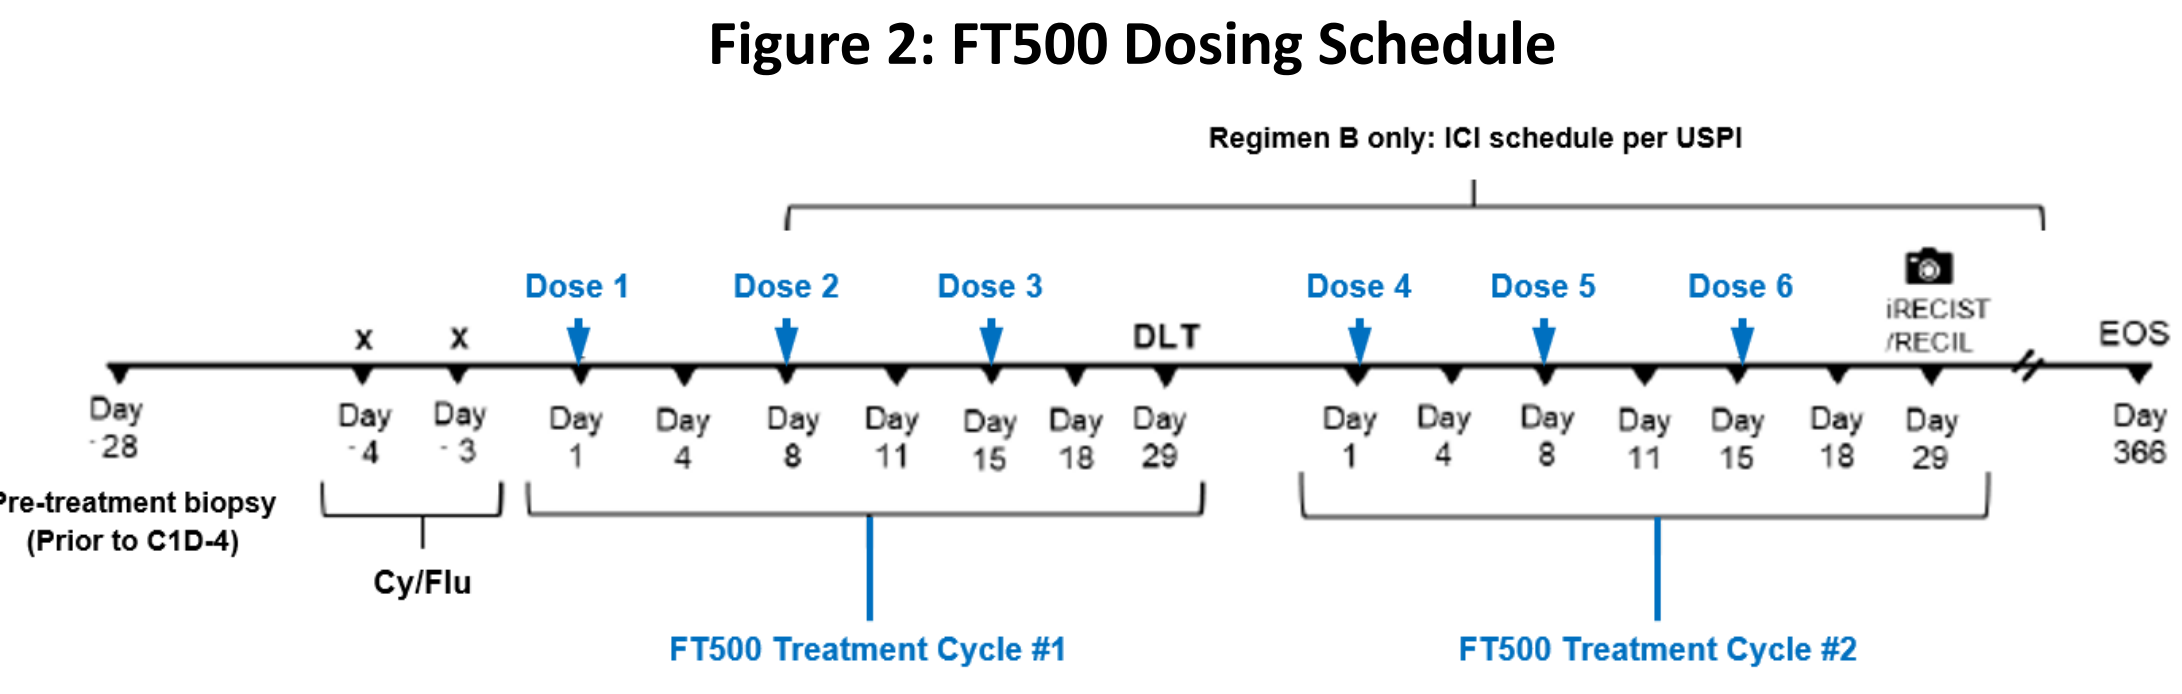 Figure 2: FT500 Dosing Schedule
Regimen B only: ICI schedule per USPI
Dose 1 Dose 2 Dose 3 Dose 4 Dose 5 Dose 6
iRECIST
/RECIL
x x DLT EOS
Day Day Day Day Day Day Day Day Day Day Day Day Day Day Day Day Day Day
-28 -4 -3 1 4 8 11 15 18 29 1 4 8 11 15 18 29 366
Pre-treatment biopsy
(Prior to C1D-4)
Cy/Flu
FT500 Treatment Cycle #1 FT500 Treatment Cycle #2